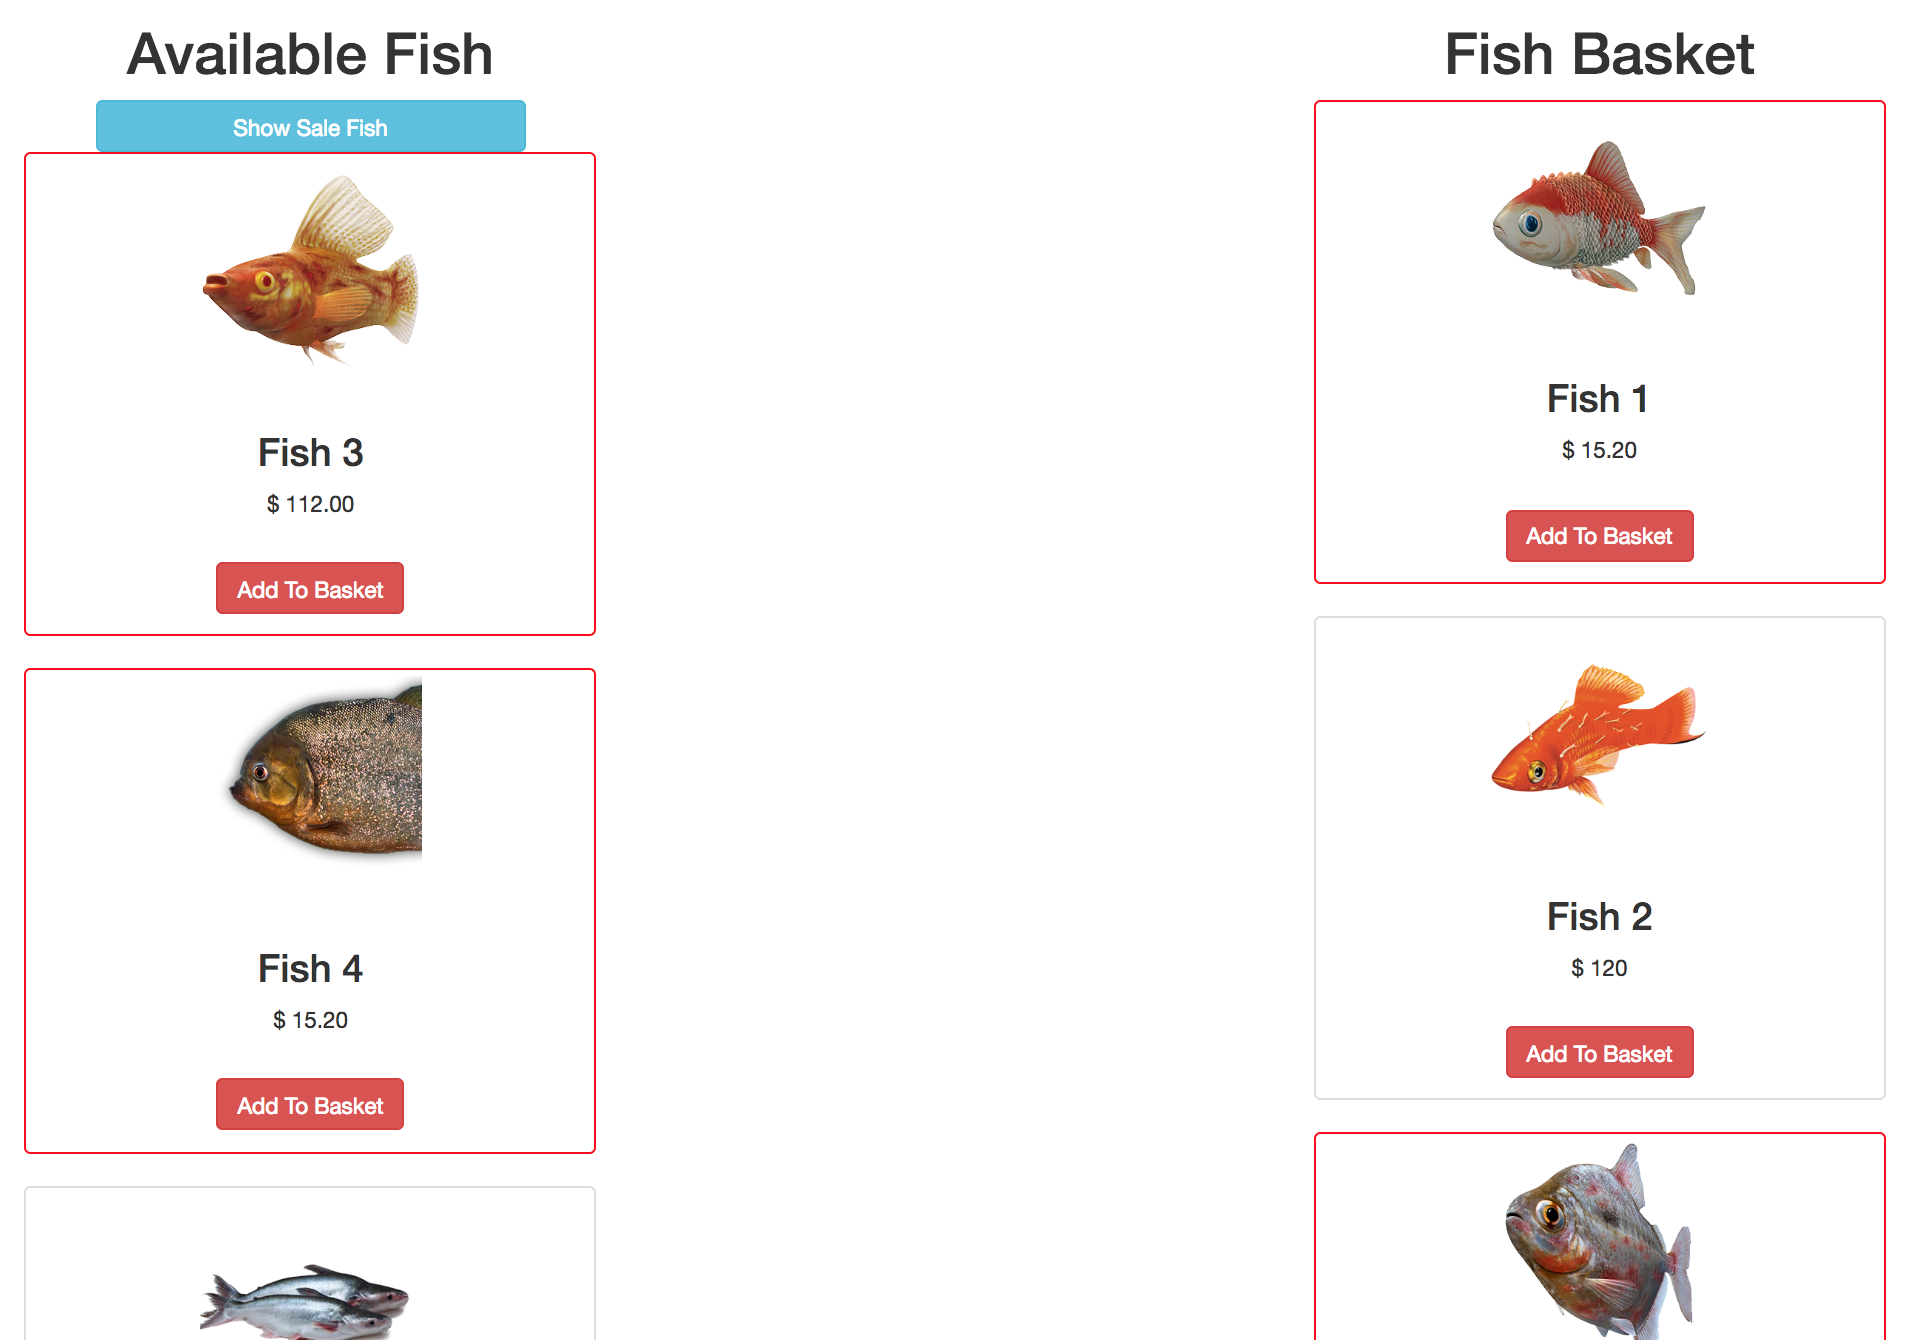 Available Fish
Show Sale Fish
Fish 3
$ 112.00
Add To Basket
Fish 4
$ 15.20
Add To Basket
Fish Basket
Fish 1
$ 15.20
Add To Basket
Fish 2
$ 120
Add To Basket